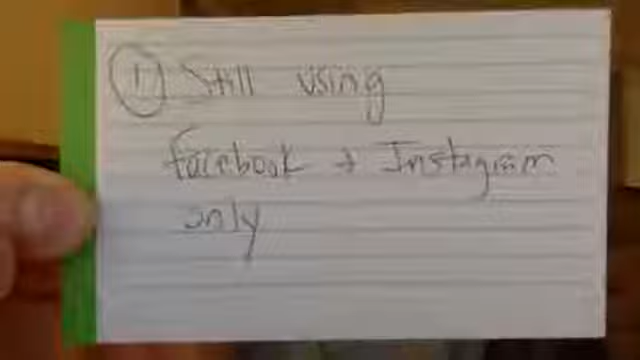 ① Still using
facebook + Instagram
only